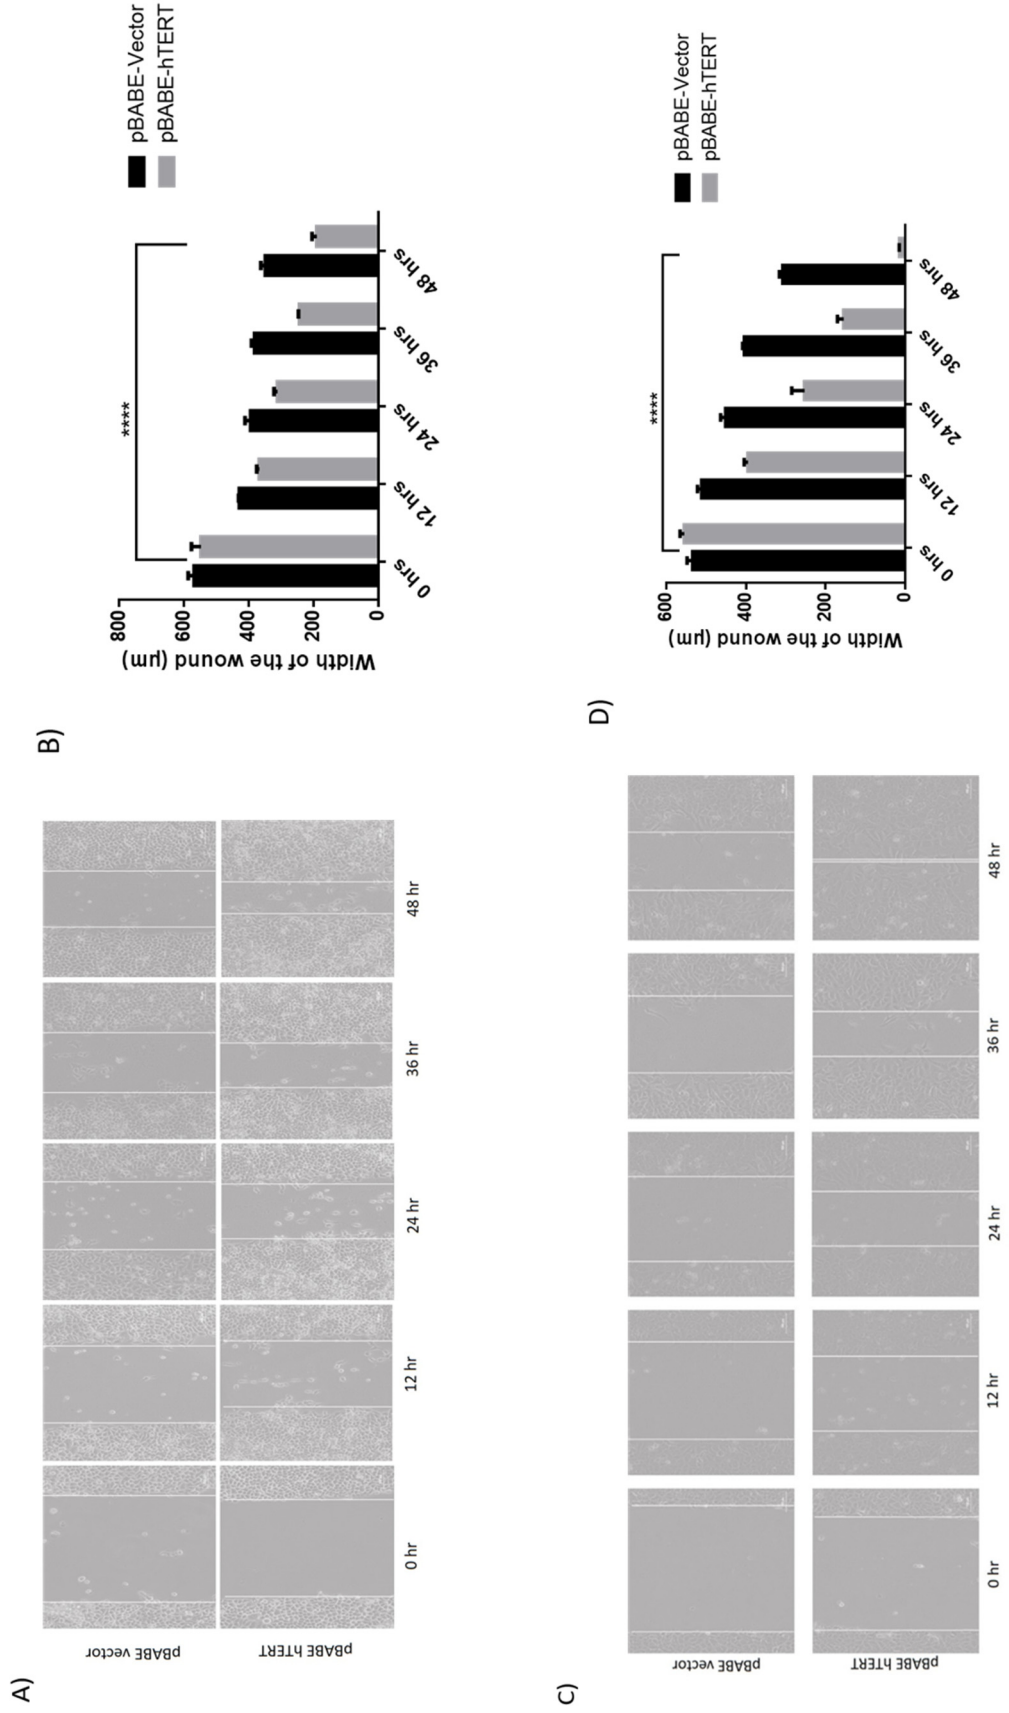 A)
pBABE vector
pBABE hTERT
0 hr
12 hr
24 hr
36 hr
48 hr
B)
Width of the wound (µm)
800
600
400
200
0
****
0 hrs
12 hrs
24 hrs
36 hrs
48 hrs
pBABE-Vector
pBABE-hTERT
C)
pBABE vector
pBABE hTERT
0 hr
12 hr
24 hr
36 hr
48 hr
D)
Width of the wound (µm)
600
400
200
0
****
0 hrs
12 hrs
24 hrs
36 hrs
48 hrs
pBABE-Vector
pBABE-hTERT